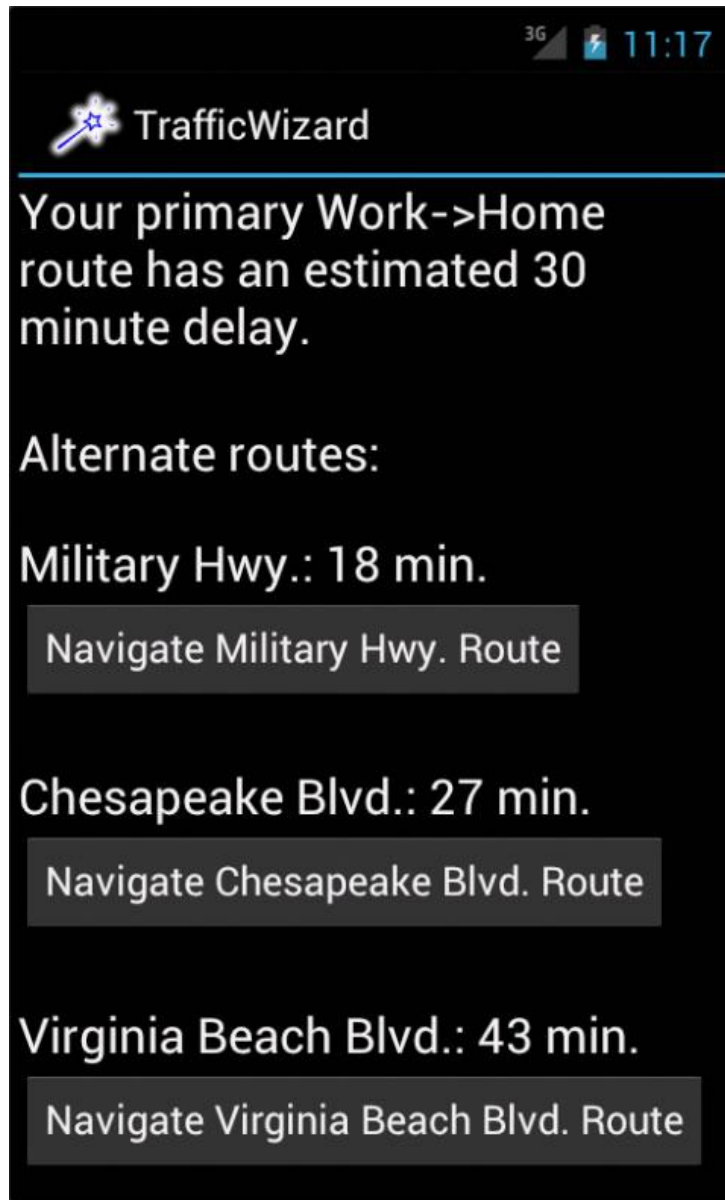 3G 11:17
TrafficWizard
Your primary Work->Home
route has an estimated 30
minute delay.
Alternate routes:
Military Hwy.: 18 min.
Navigate Military Hwy. Route
Chesapeake Blvd.: 27 min.
Navigate Chesapeake Blvd. Route
Virginia Beach Blvd.: 43 min.
Navigate Virginia Beach Blvd. Route